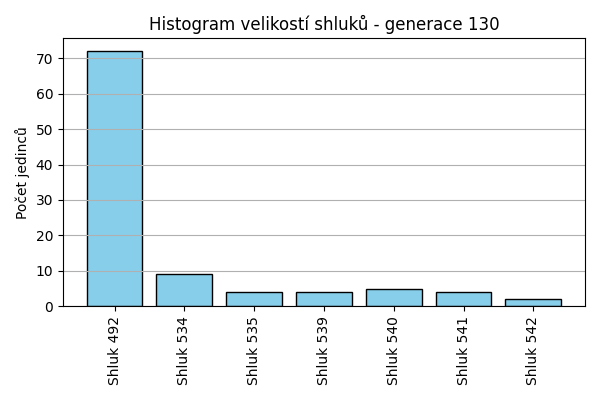 Histogram velikostí shluků - generace 130
Počet jedinců
70
60
50
40
30
20
10
0
Shluk 492
Shluk 534
Shluk 535
Shluk 539
Shluk 540
Shluk 541
Shluk 542